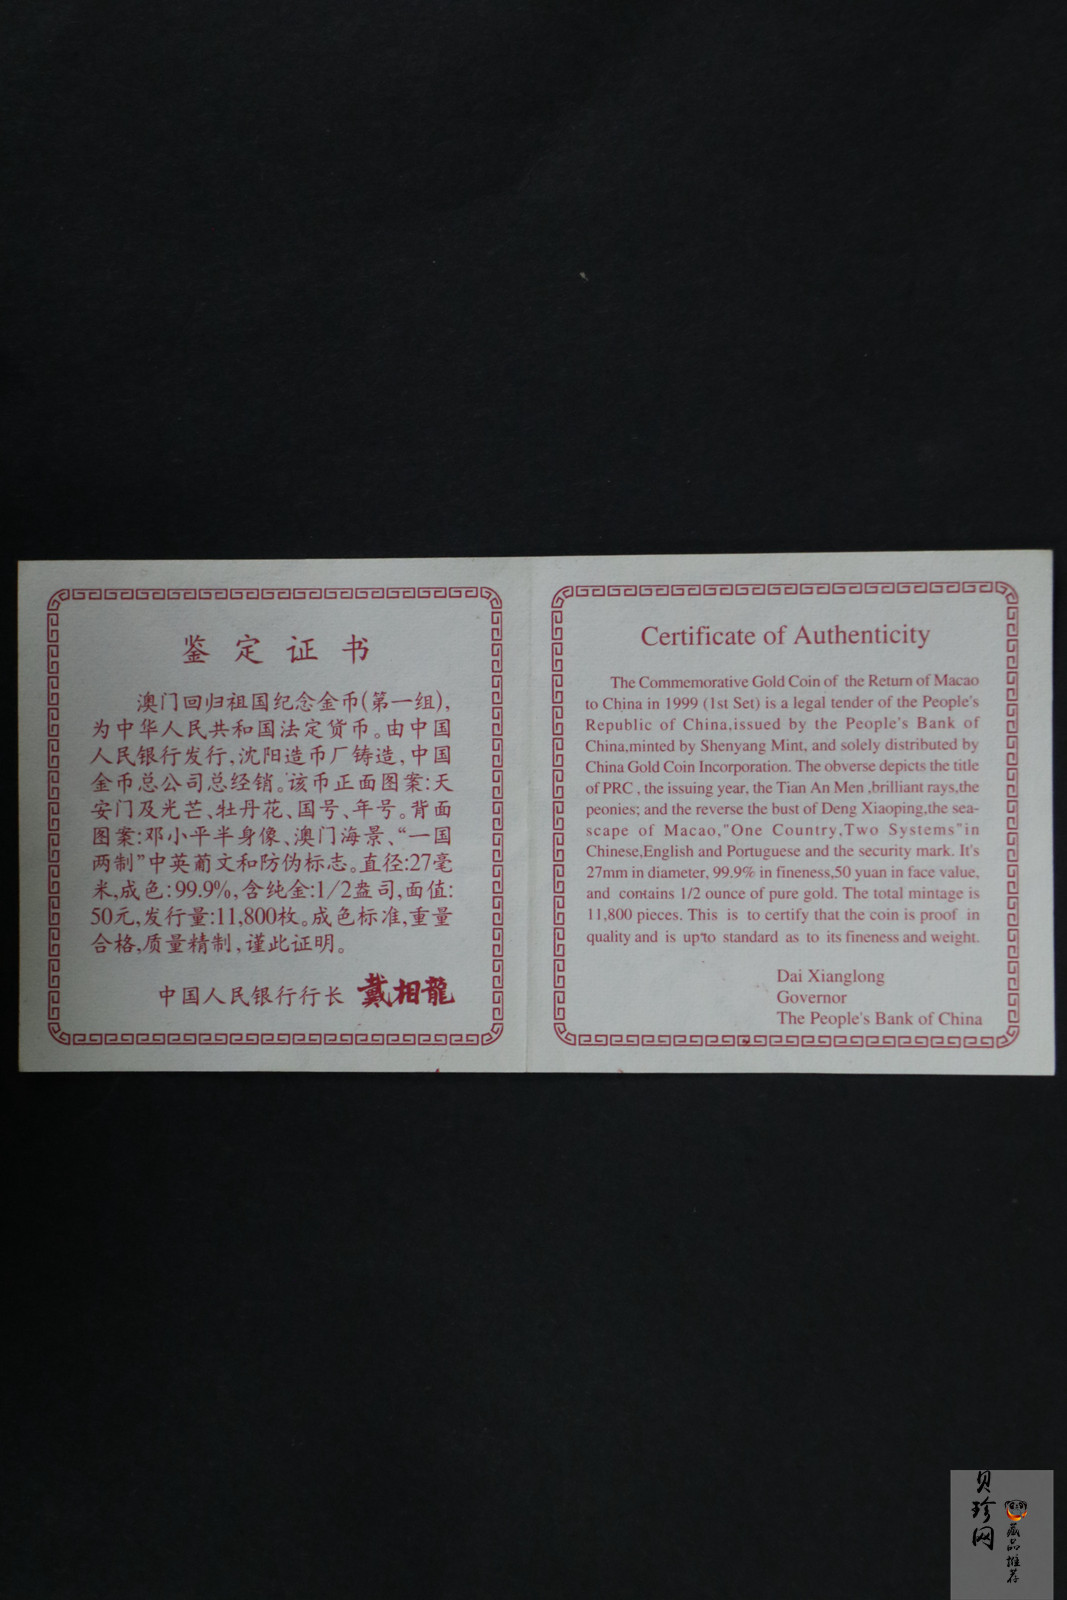 鉴定证书
澳门回归祖国纪念金币(第一组),
为中华人民共和国法定货币。由中国
人民银行发行,沈阳造币厂铸造,中国
金币总公司总经销。该币正面图案:天
安门及光芒、牡丹花、国号、年号。背面
图案:邓小平半身像、澳门海景、“一国
两制”中英葡文和防伪标志。直径:27毫
米,成色:99.9%,含纯金:1/2盎司,面值:
50元,发行量:11,800枚。成色标准,重量
合格,质量精制,谨此证明。
中国人民银行行长 戴相龍
Certificate of Authenticity
The Commemorative Gold Coin of the Return of Macao
to China in 1999 (1st Set) is a legal tender of the People's
Republic of China,issued by the People's Bank of
China,minted by Shenyang Mint, and solely distributed by
China Gold Coin Incorporation. The obverse depicts the title
of PRC , the issuing year, the Tian An Men ,brilliant rays,the
peonies; and the reverse the bust of Deng Xiaoping,the sea-
scape of Macao,"One Country,Two Systems"in
Chinese,English and Portuguese and the security mark. It's
27mm in diameter, 99.9% in fineness,50 yuan in face value,
and contains 1/2 ounce of pure gold. The total mintage is
11,800 pieces. This is to certify that the coin is proof in
quality and is up to standard as to its fineness and weight.
Dai Xianglong
Governor
The People's Bank of China
贝珍网
藏品推荐